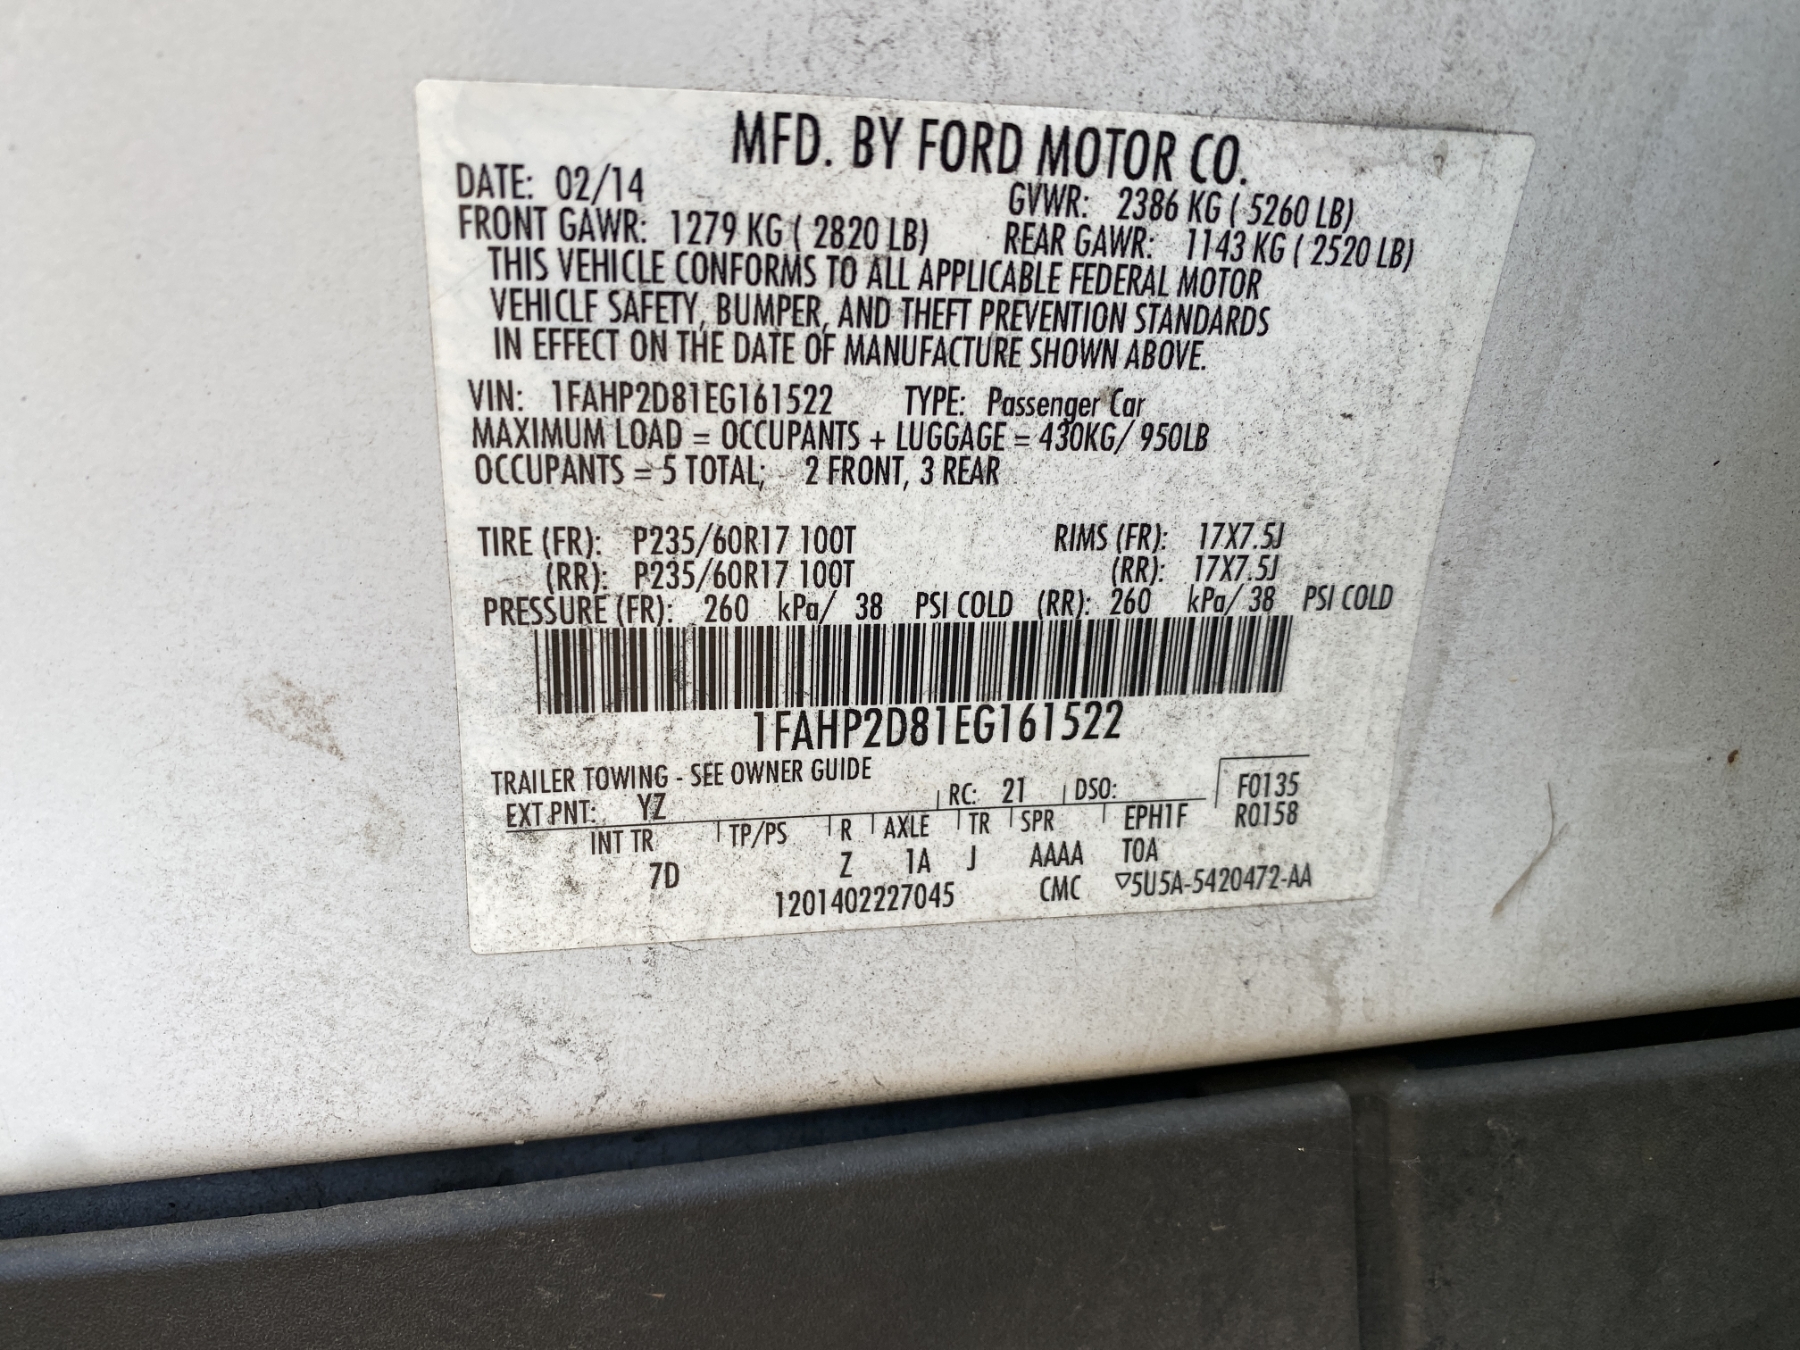 MFD. BY FORD MOTOR CO.
DATE: 02/14 GVWR: 2386 KG ( 5260 LB)
FRONT GAWR: 1279 KG ( 2820 LB) REAR GAWR: 1143 KG ( 2520 LB)
THIS VEHICLE CONFORMS TO ALL APPLICABLE FEDERAL MOTOR
VEHICLE SAFETY, BUMPER, AND THEFT PREVENTION STANDARDS
IN EFFECT ON THE DATE OF MANUFACTURE SHOWN ABOVE.
VIN: 1FAHP2D81EG161522 TYPE: Passenger Car
MAXIMUM LOAD = OCCUPANTS + LUGGAGE = 430KG/ 950LB
OCCUPANTS = 5 TOTAL; 2 FRONT, 3 REAR
TIRE (FR): P235/60R17 100T RIMS (FR): 17X7.5J
(RR): P235/60R17 100T (RR): 17X7.5J
PRESSURE (FR): 260 kPa/ 38 PSI COLD (RR): 260 kPa/ 38 PSI COLD
1FAHP2D81EG161522
TRAILER TOWING - SEE OWNER GUIDE
EXT PNT: YZ RC: 21 DSO: F0135
INT TR TP/PS R AXLE TR SPR EPH1F R0158
7D Z 1A J AAAA TOA
1201402227045 CMC ▽5U5A-5420472-AA